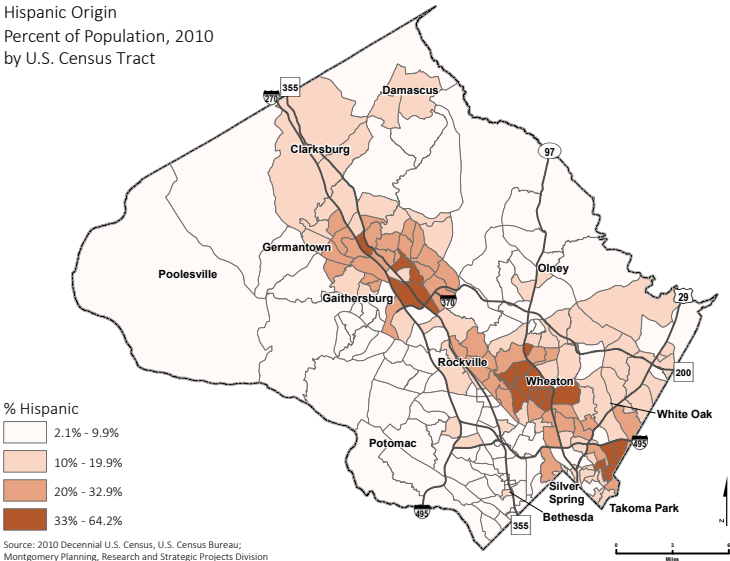 Hispanic Origin
Percent of Population, 2010
by U.S. Census Tract
355
270
Damascus
Clarksburg
97
Germantown
Poolesville
Olney
Gaithersburg
370
29
Rockville
200
Wheaton
White Oak
% Hispanic
2.1% - 9.9%
10% - 19.9%
20% - 32.9%
33% - 64.2%
Potomac
495
Silver
Spring
Takoma Park
495
Bethesda
355
N
0 3 6
Miles
Source: 2010 Decennial U.S. Census, U.S. Census Bureau;
Montgomery Planning, Research and Strategic Projects Division